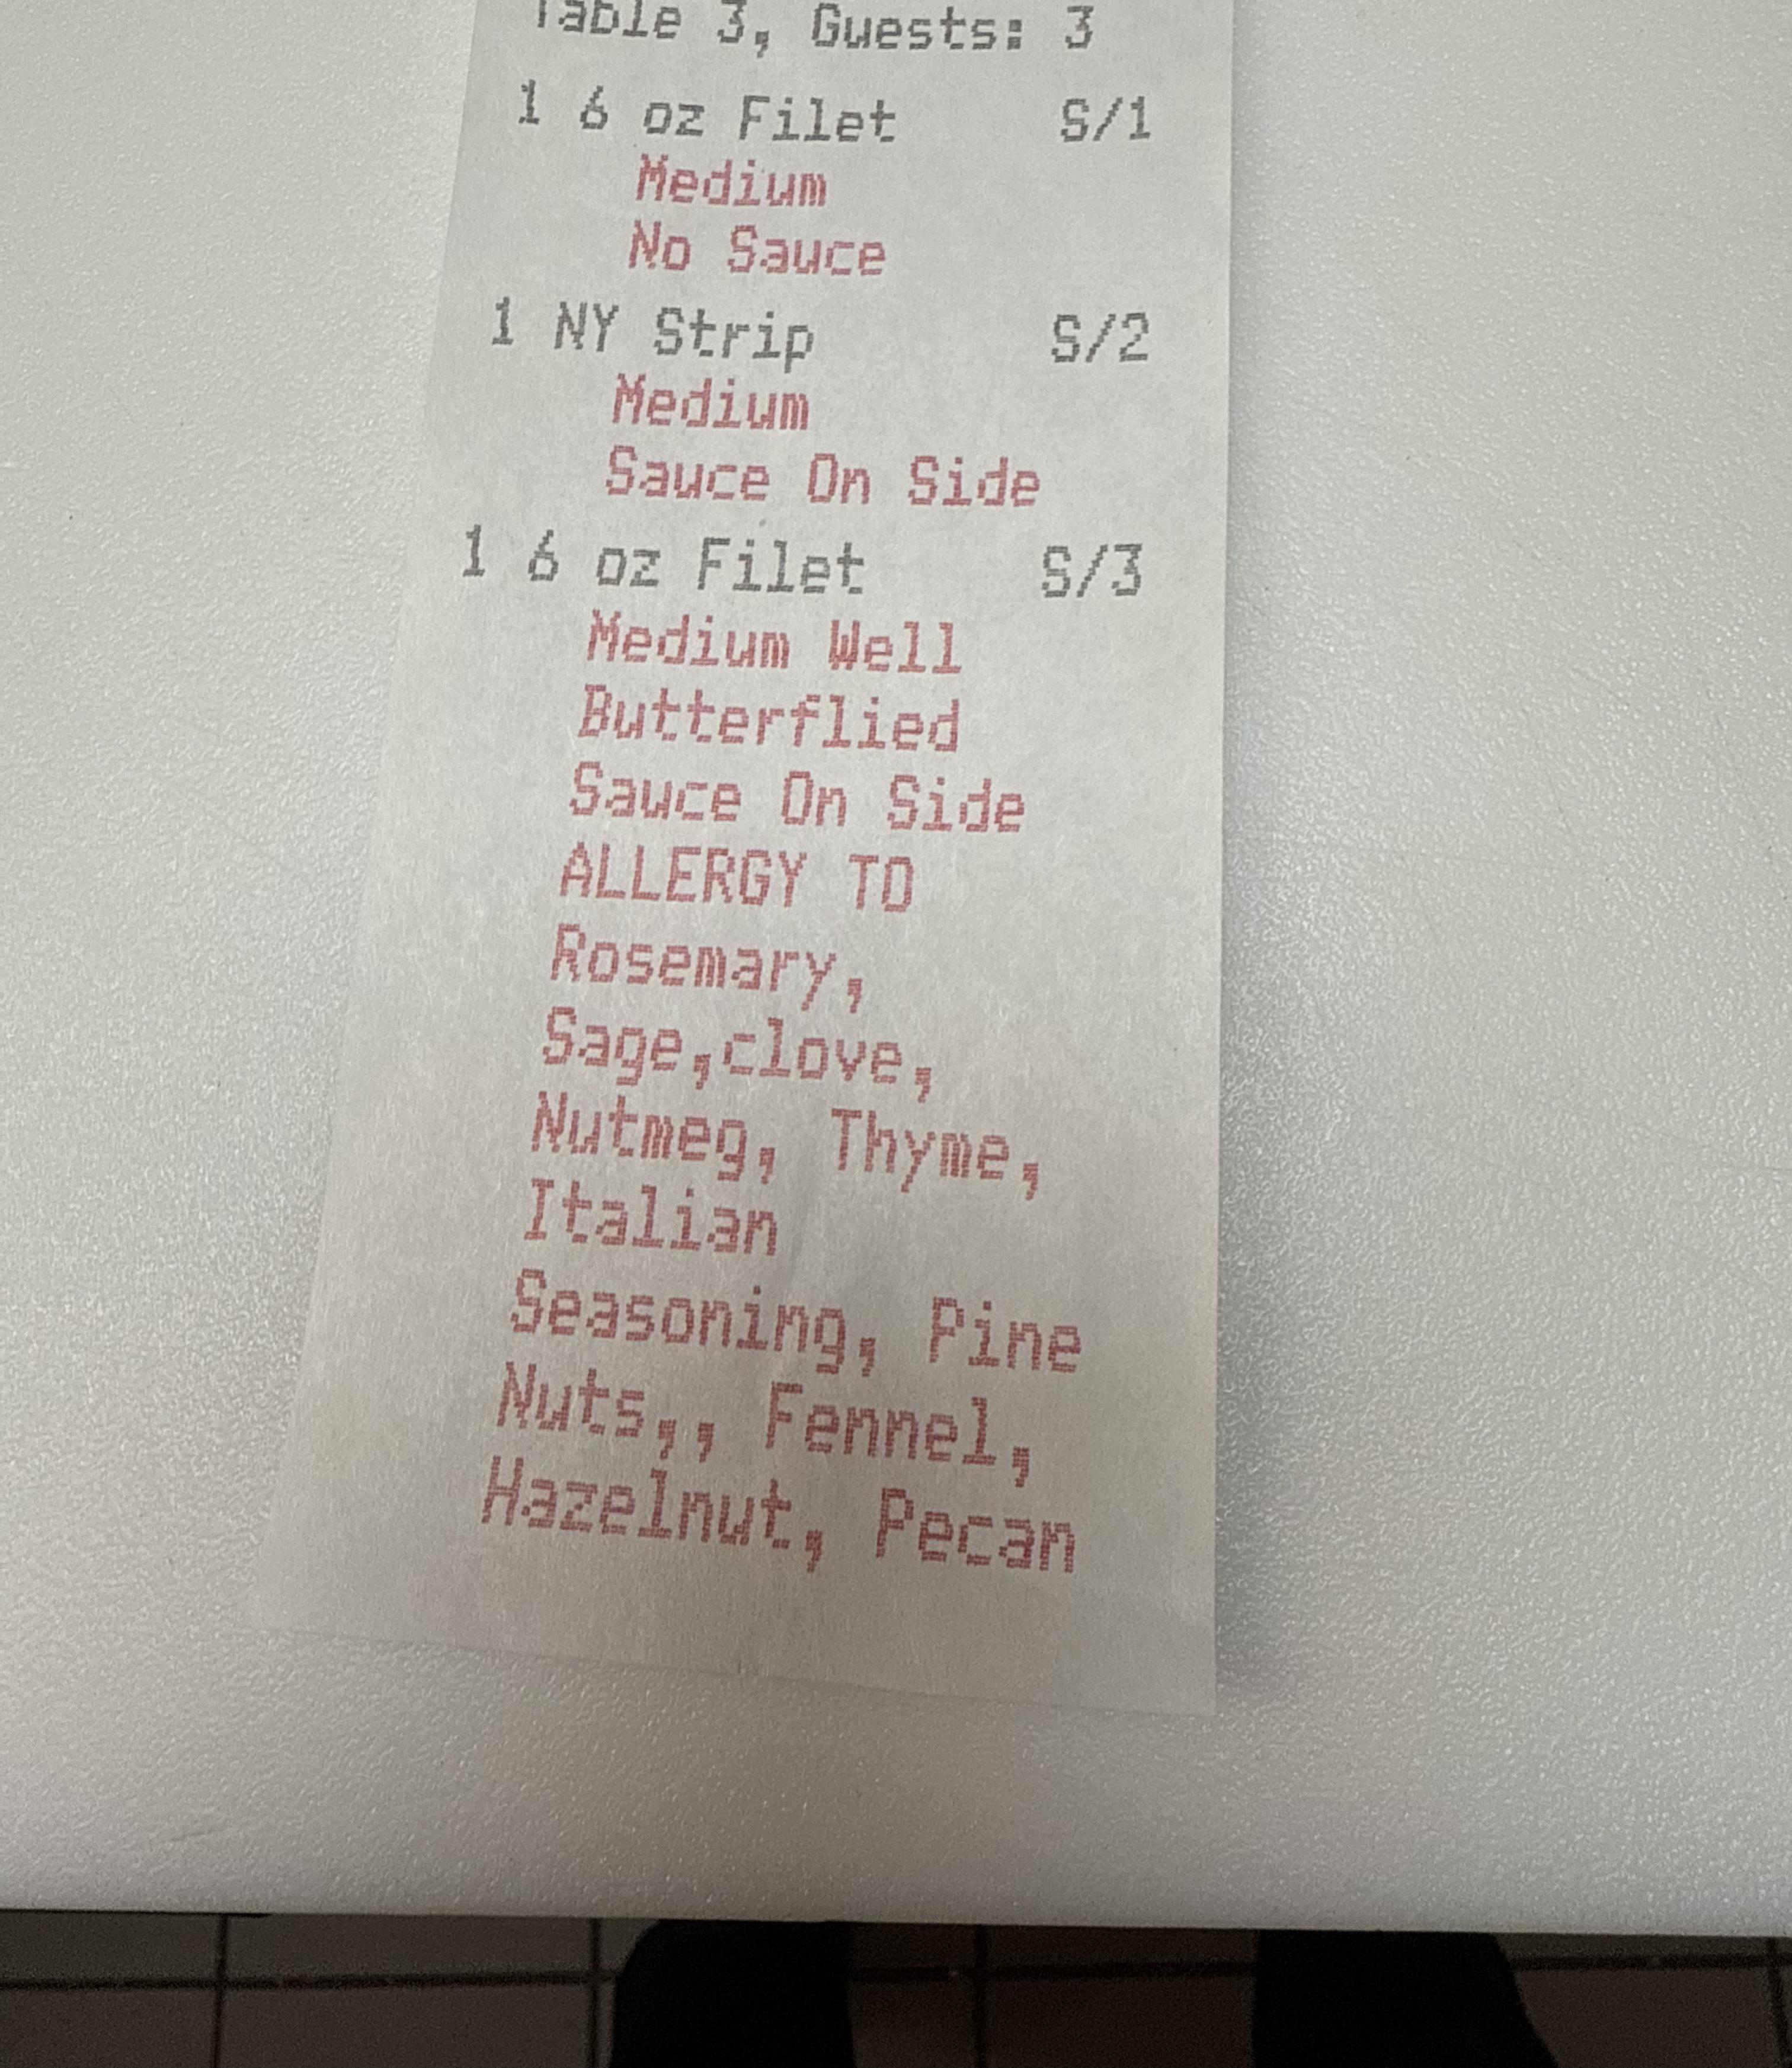 Table 3, Guests: 3
1 6 oz Filet S/1
Medium
No Sauce
1 NY Strip S/2
Medium
Sauce On Side
1 6 oz Filet S/3
Medium Well
Butterflied
Sauce On Side
ALLERGY TO
Rosemary,
Sage,clove,
Nutmeg, Thyme,
Italian
Seasoning, Pine
Nuts,, Fennel,
Hazelnut, Pecan